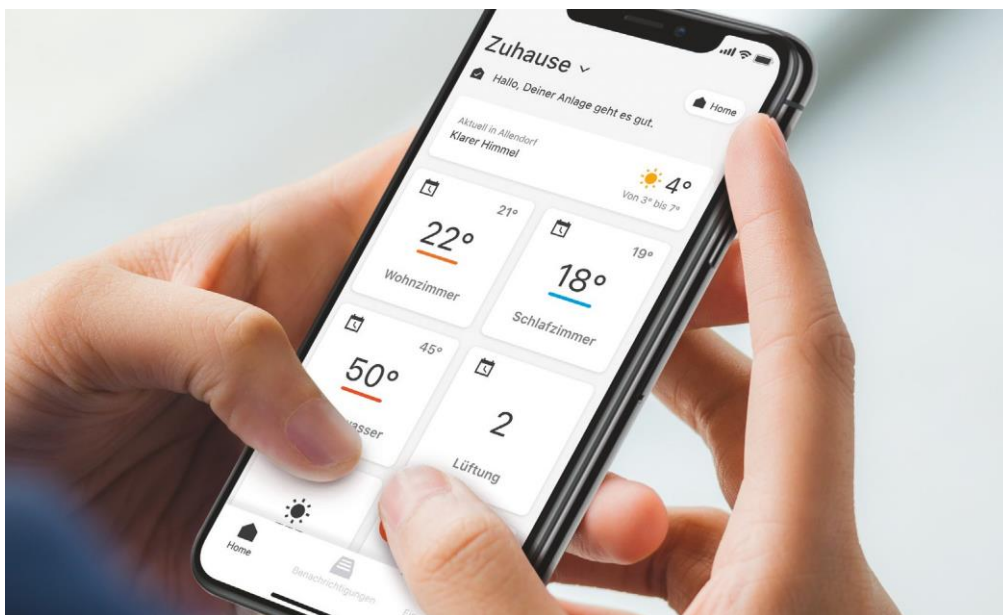 Zuhause
Hallo, Deiner Anlage geht es gut.
Home
Aktuell in Allendorf
Klarer Himmel
4°
Von 3° bis 7°
21°
22°
Wohnzimmer
19°
18°
Schlafzimmer
45°
50°
2
Lüftung
Home
Benachrichtigungen